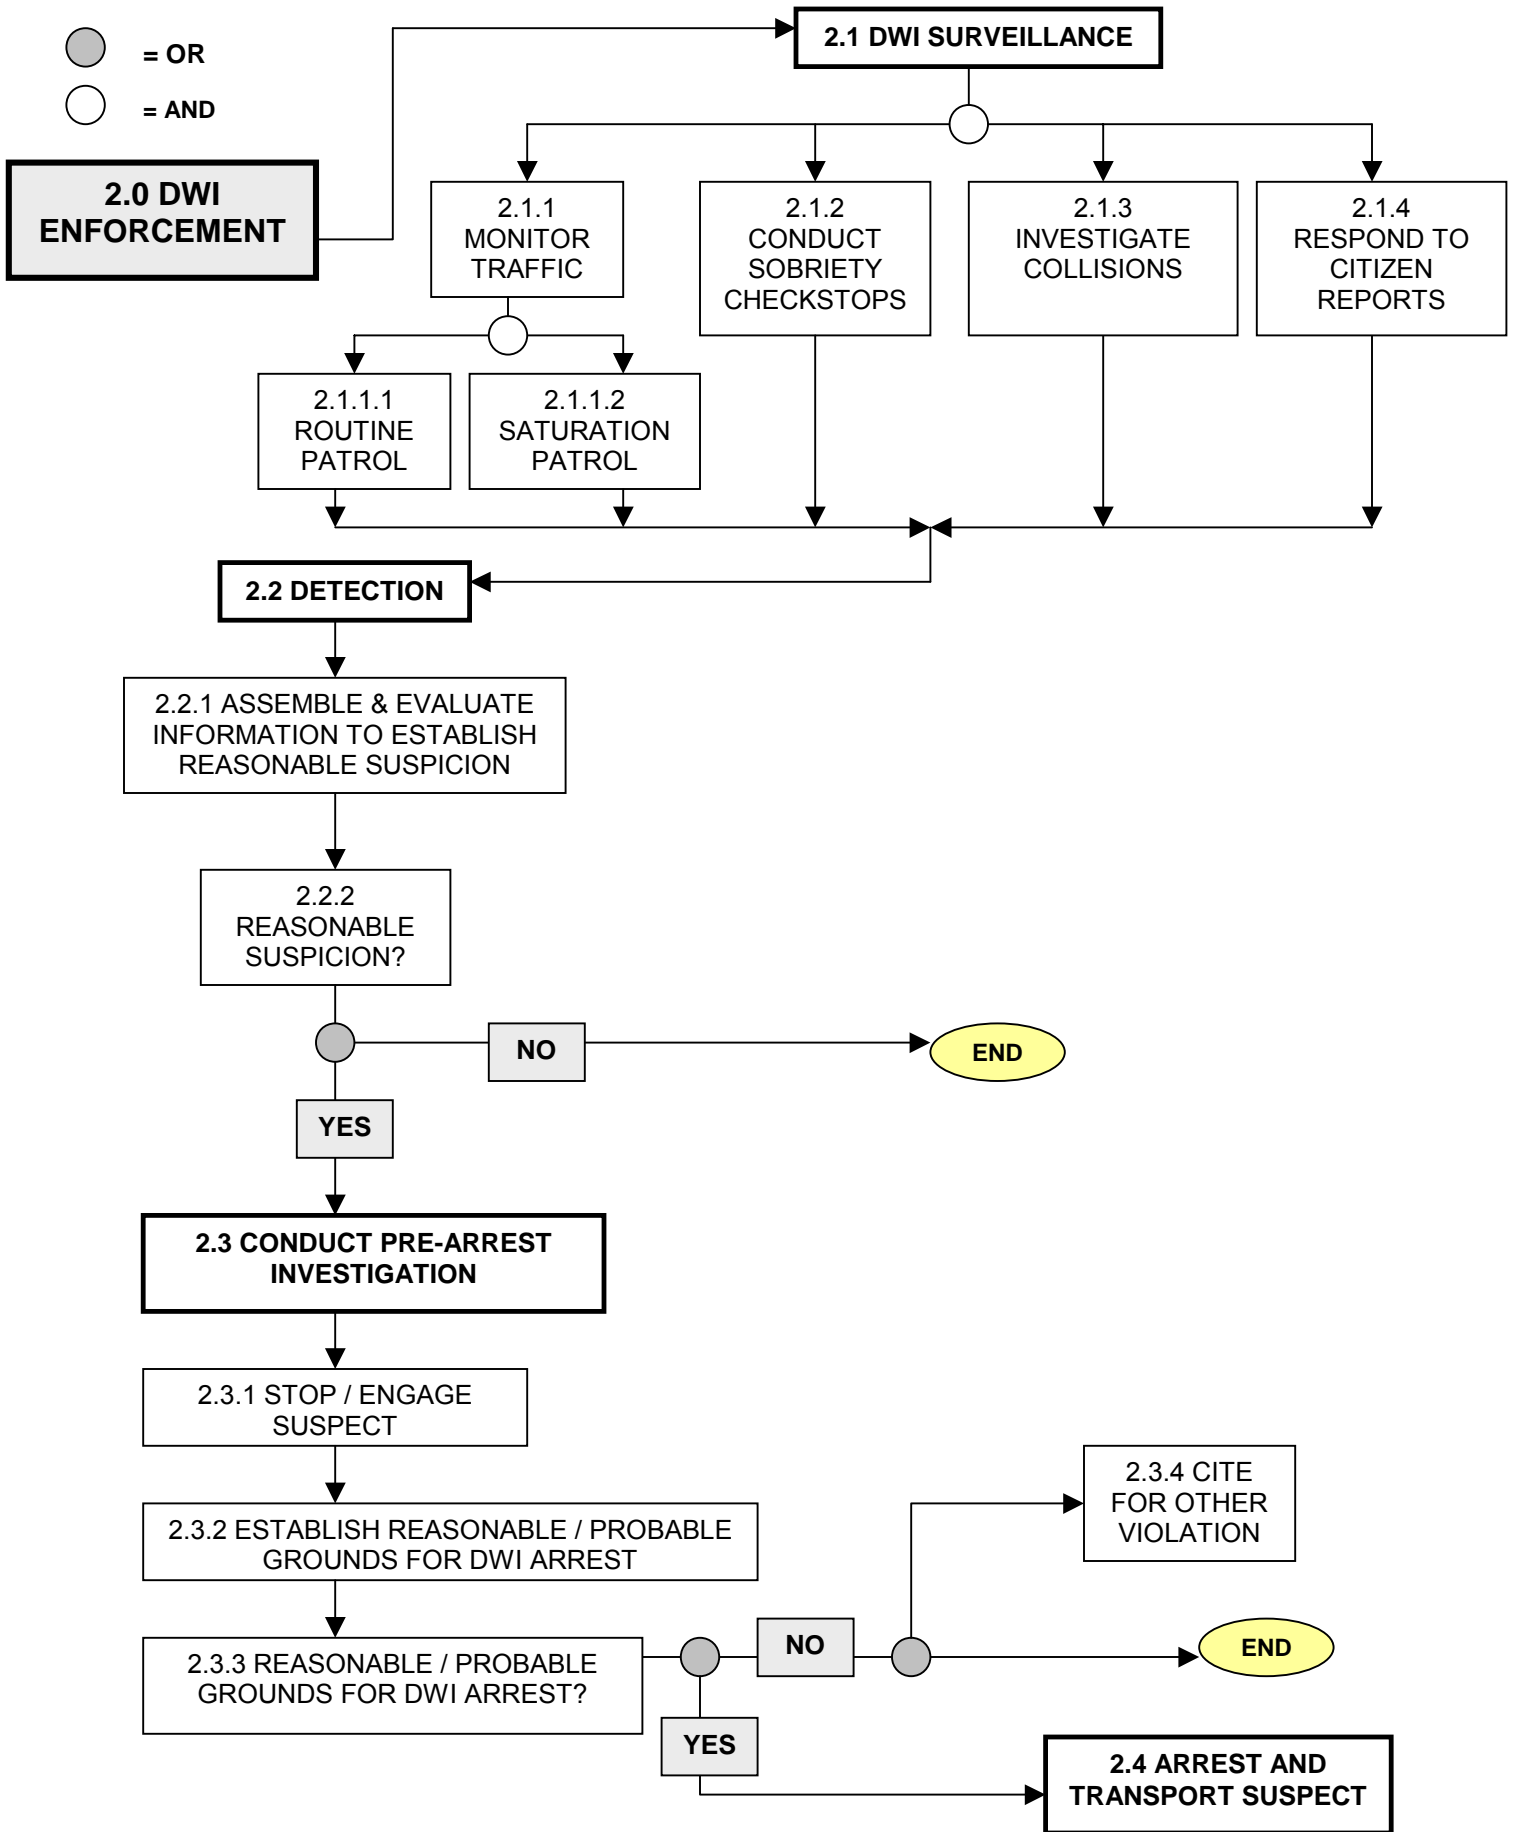 = OR
= AND
2.0 DWI
ENFORCEMENT
2.1 DWI SURVEILLANCE
2.1.1
MONITOR
TRAFFIC
2.1.2
CONDUCT
SOBRIETY
CHECKSTOPS
2.1.3
INVESTIGATE
COLLISIONS
2.1.4
RESPOND TO
CITIZEN
REPORTS
2.1.1.1
ROUTINE
PATROL
2.1.1.2
SATURATION
PATROL
2.2 DETECTION
2.2.1 ASSEMBLE & EVALUATE
INFORMATION TO ESTABLISH
REASONABLE SUSPICION
2.2.2
REASONABLE
SUSPICION?
NO
END
YES
2.3 CONDUCT PRE-ARREST
INVESTIGATION
2.3.1 STOP / ENGAGE
SUSPECT
2.3.2 ESTABLISH REASONABLE / PROBABLE
GROUNDS FOR DWI ARREST
2.3.3 REASONABLE / PROBABLE
GROUNDS FOR DWI ARREST?
NO
2.3.4 CITE
FOR OTHER
VIOLATION
END
YES
2.4 ARREST AND
TRANSPORT SUSPECT